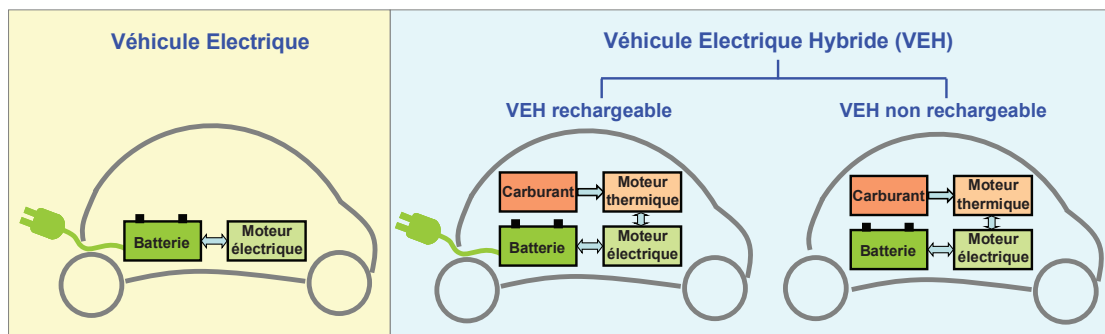 Véhicule Electrique
Véhicule Electrique Hybride (VEH)
VEH rechargeable
VEH non rechargeable
Batterie
Moteur
électrique
Carburant
Moteur
thermique
Batterie
Moteur
électrique
Carburant
Moteur
thermique
Batterie
Moteur
électrique